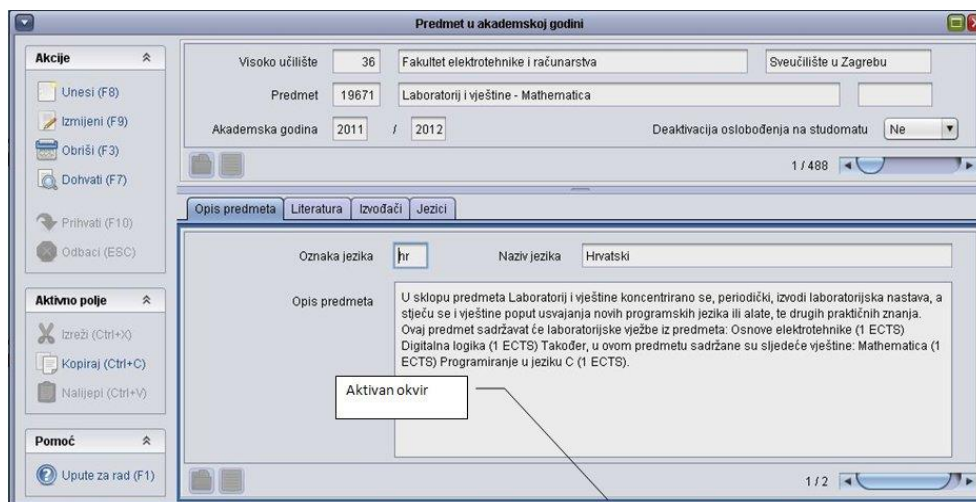 Predmet u akademskoj godini
Akcije
Unesi (F8)
Izmijeni (F9)
Obriši (F3)
Dohvati (F7)
Prihvati (F10)
Odbaci (ESC)
Aktivno polje
Izreži (Ctrl+X)
Kopiraj (Ctrl+C)
Nalijepi (Ctrl+V)
Pomoć
Upute za rad (F1)
Visoko učilište 36 Fakultet elektrotehnike i računarstva Sveučilište u Zagrebu
Predmet 19671 Laboratorij i vještine - Mathematica
Akademska godina 2011 / 2012 Deaktivacija oslobođenja na studomatu Ne
1 / 488
Opis predmeta Literatura Izvođači Jezici
Oznaka jezika hr Naziv jezika Hrvatski
Opis predmeta
U sklopu predmeta Laboratorij i vještine koncentrirano se, periodički, izvodi laboratorijska nastava, a
stječu se i vještine poput usvajanja novih programskih jezika ili alate, te drugih praktičnih znanja.
Ovaj predmet sadržavat će laboratorijske vježbe iz predmeta: Osnove elektrotehnike (1 ECTS)
Digitalna logika (1 ECTS) Također, u ovom predmetu sadržane su sljedeće vještine: Mathematica (1
ECTS) Programiranje u jeziku C (1 ECTS).
Aktivan okvir
1 / 2